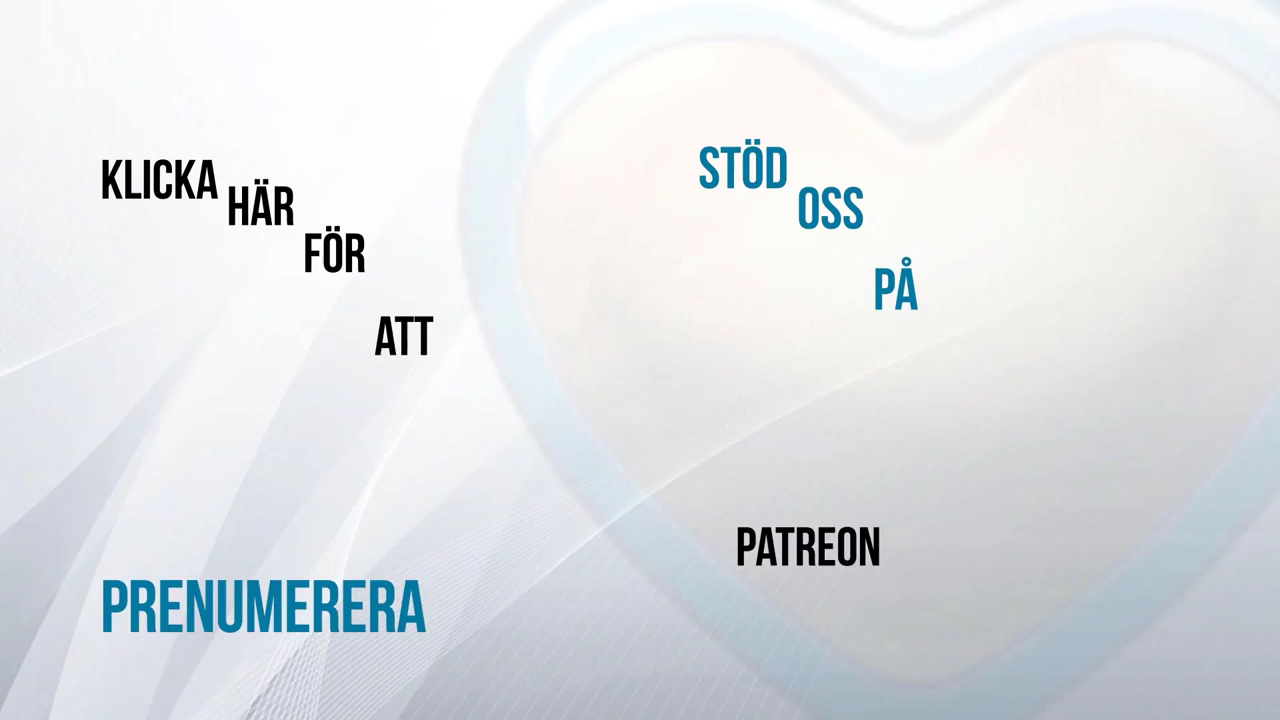 KLICKA HÄR FÖR ATT
PRENUMERERA
STÖD OSS PÅ
PATREON